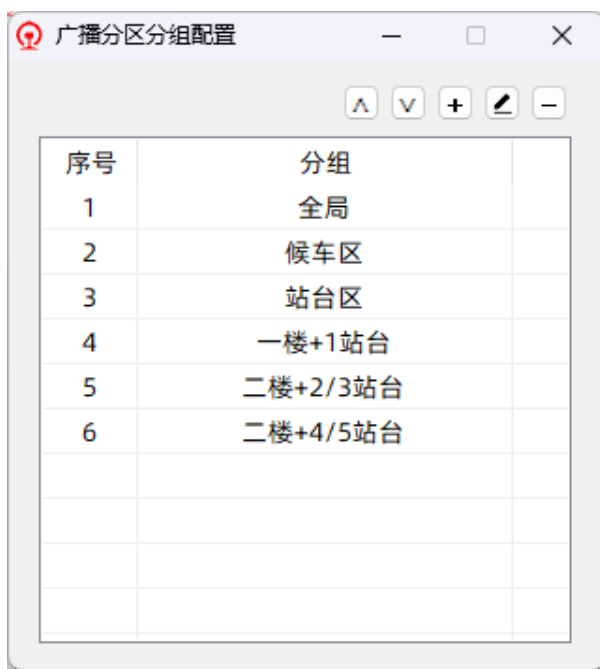 广播分区分组配置
序号 分组
1 全局
2 候车区
3 站台区
4 一楼+1站台
5 二楼+2/3站台
6 二楼+4/5站台